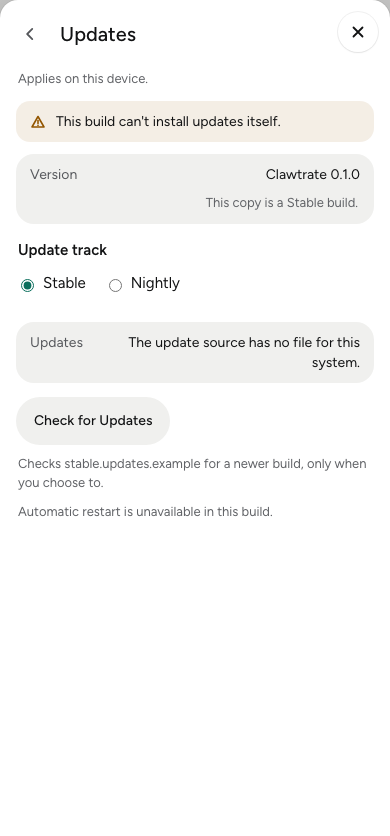 Updates
Applies on this device.
This build can't install updates itself.
Version
Clawtrate 0.1.0
This copy is a Stable build.
Update track
Stable
Nightly
Updates
The update source has no file for this
system.
Check for Updates
Checks stable.updates.example for a newer build, only when
you choose to.
Automatic restart is unavailable in this build.